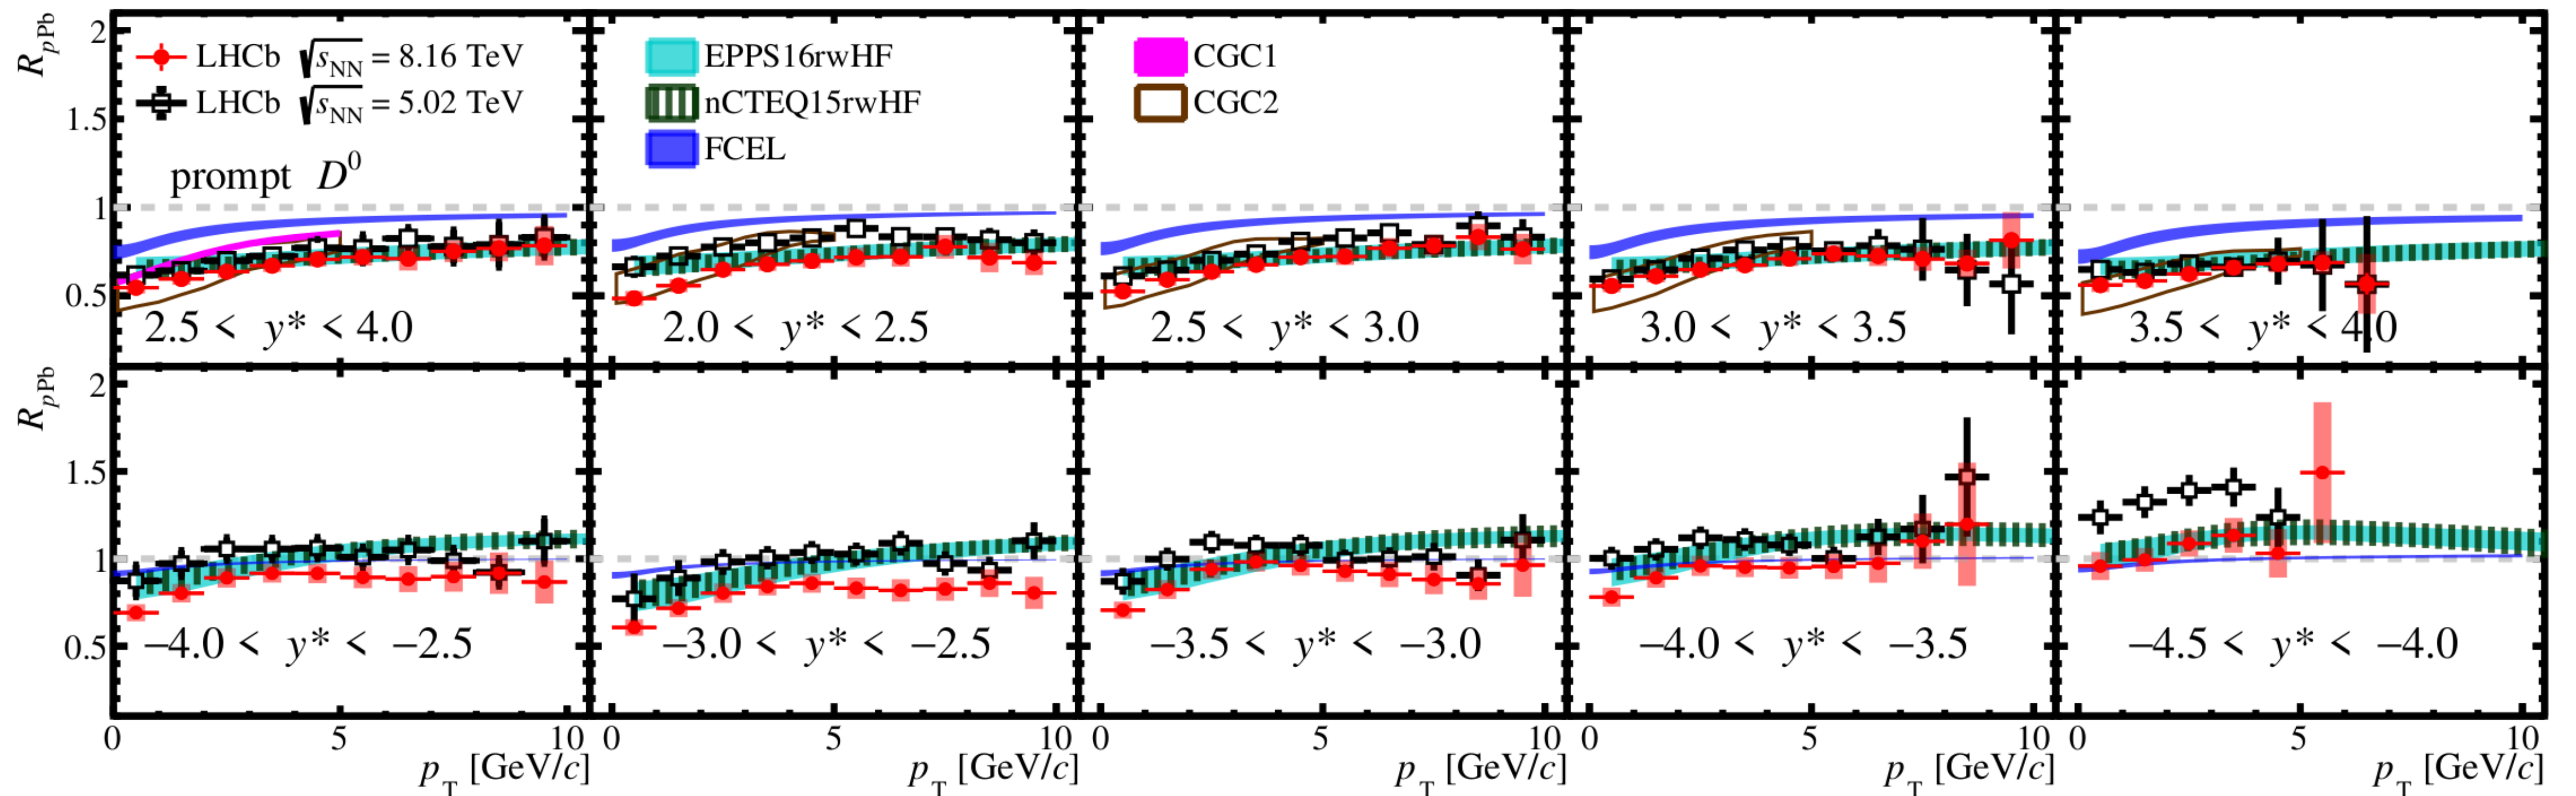 R_pPb
2
1.5
1
0.5
LHCb √s_NN = 8.16 TeV
LHCb √s_NN = 5.02 TeV
prompt D^0
EPPS16rwHF
nCTEQ15rwHF
FCEL
CGC1
CGC2
2.5 < y* < 4.0
2.0 < y* < 2.5
2.5 < y* < 3.0
3.0 < y* < 3.5
3.5 < y* < 4.0
R_pPb
2
1.5
1
0.5
−4.0 < y* < −2.5
−3.0 < y* < −2.5
−3.5 < y* < −3.0
−4.0 < y* < −3.5
−4.5 < y* < −4.0
0 5 10 0 5 10 0 5 10 0 5 10 0 5 10
p_T [GeV/c] p_T [GeV/c] p_T [GeV/c] p_T [GeV/c] p_T [GeV/c]